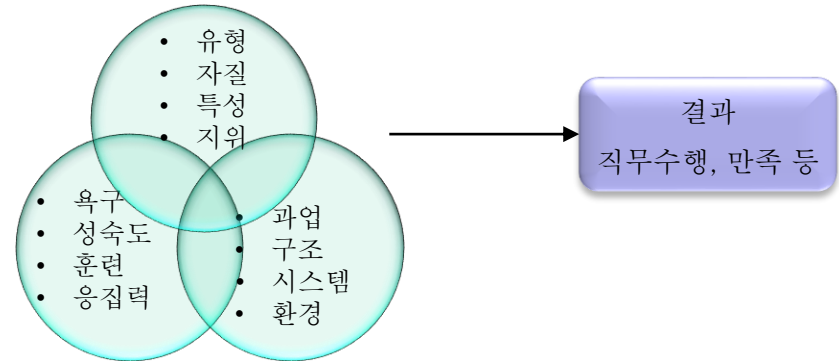 • 유형
• 자질
• 특성
• 지위
• 욕구
• 성숙도
• 훈련
• 응집력
• 과업
• 구조
• 시스템
• 환경
결과
직무수행, 만족 등